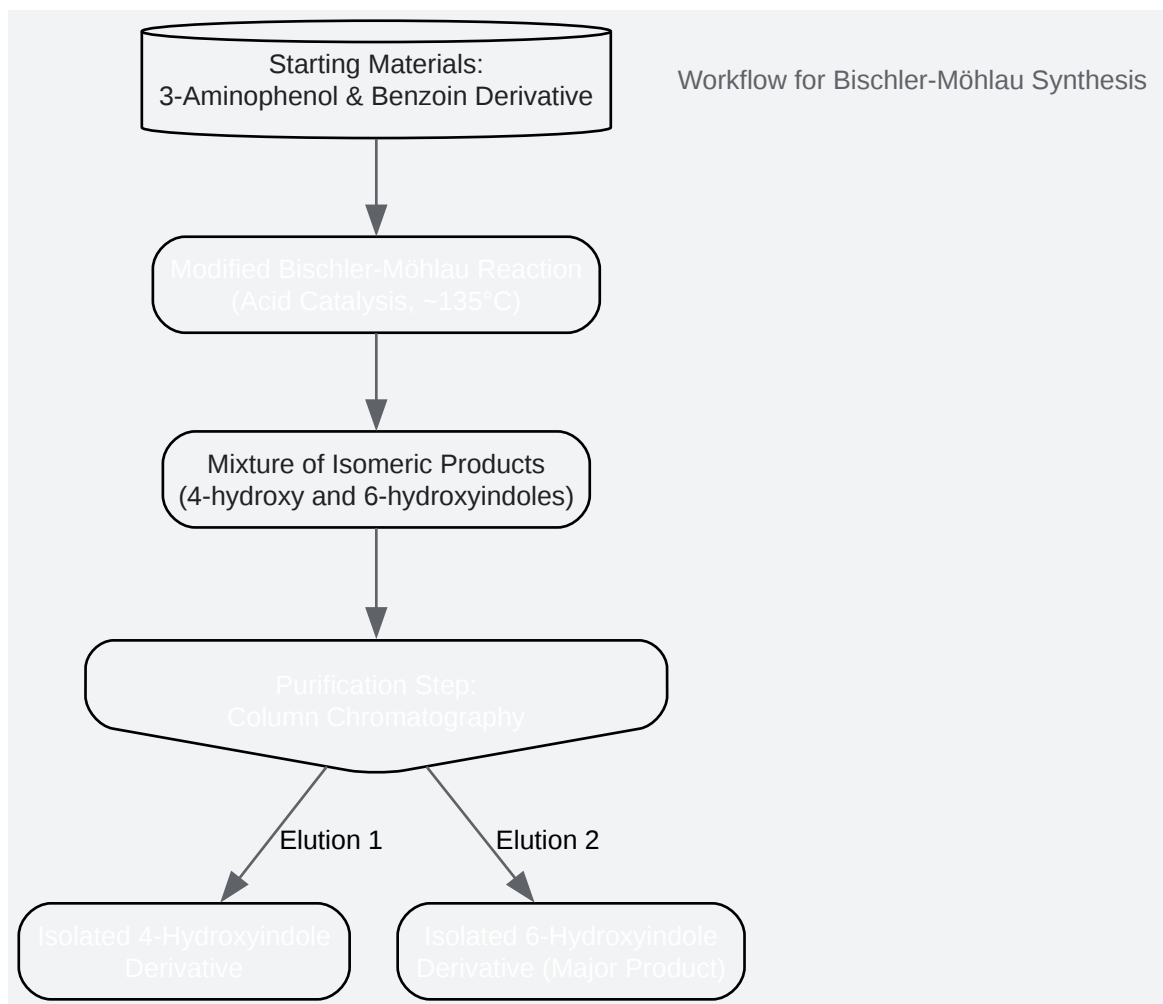 Starting Materials:
3-Aminophenol & Benzoin Derivative
Workflow for Bischler-Möhlau Synthesis
Modified Bischler-Möhlau Reaction
(Acid Catalysis, ~135°C)
Mixture of Isomeric Products
(4-hydroxy and 6-hydroxyindoles)
Purification Step:
Column Chromatography
Elution 1
Elution 2
Isolated 4-Hydroxyindole
Derivative
Isolated 6-Hydroxyindole
Derivative (Major Product)